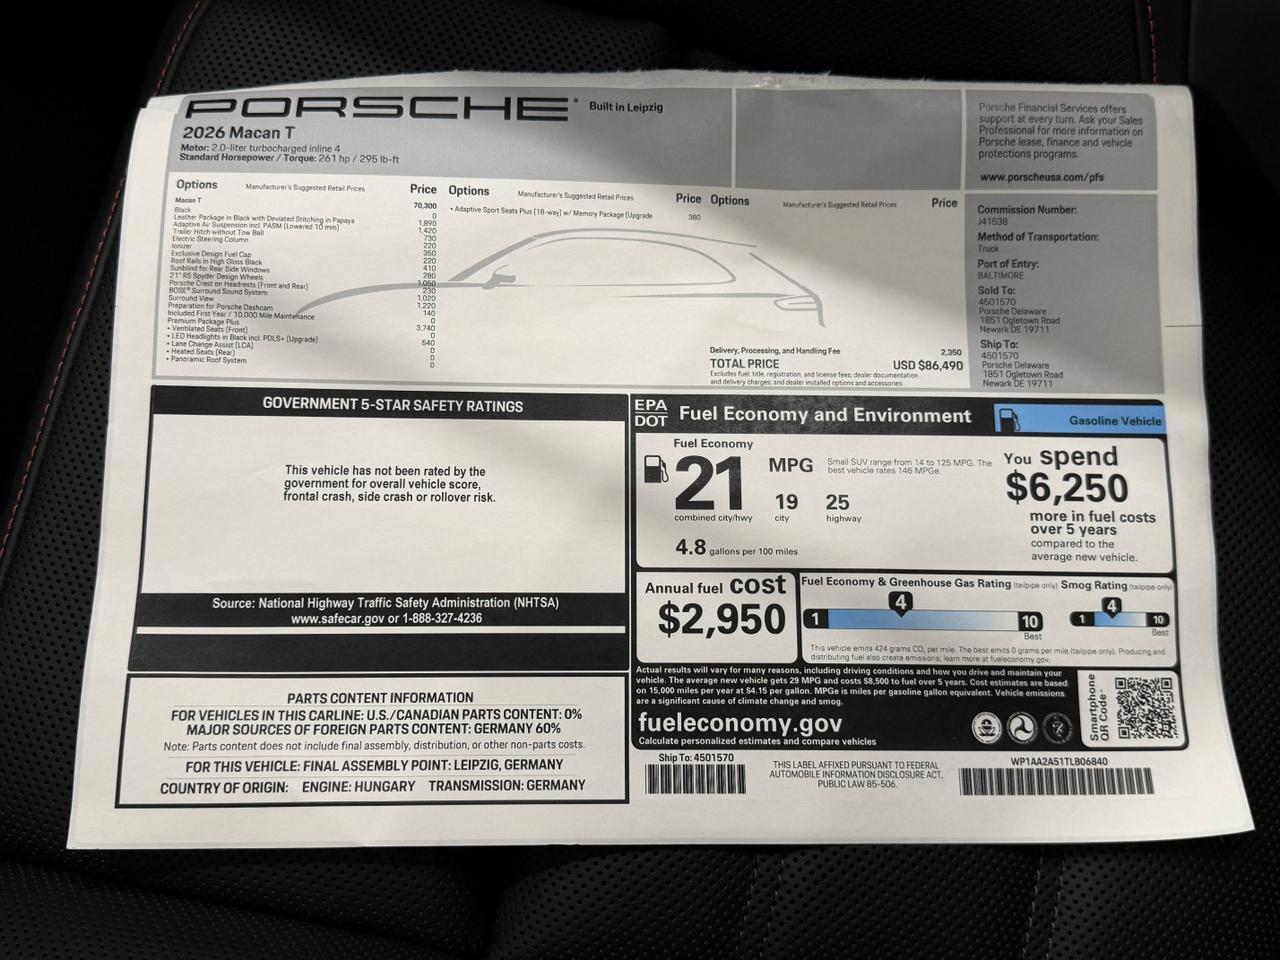 PORSCHE® Built in Leipzig
2026 Macan T
Motor: 2.0-liter turbocharged inline 4
Standard Horsepower / Torque: 261 hp / 295 lb-ft
Porsche Financial Services offers
support at every turn. Ask your Sales
Professional for more information on
Porsche lease, finance and vehicle
protections programs.
www.porscheusa.com/pfs
Options Manufacturer's Suggested Retail Prices Price
Macan T 70,300
Black 0
Leather Package in Black with Deviated Stitching in Papaya 1,890
Adaptive Air Suspension incl. PASM (Lowered 10 mm) 1,420
Trailer Hitch without Tow Ball 730
Electric Steering Column 220
Ionizer 350
Exclusive Design Fuel Cap 220
Roof Rails in High Gloss Black 410
Sunblind for Rear Side Windows 280
21" RS Spyder Design Wheels 1,050
Porsche Crest on Headrests (Front and Rear) 230
BOSE® Surround Sound System 1,020
Surround View 1,220
Preparation for Porsche Dashcam 140
Included First Year / 10,000 Mile Maintenance 0
Premium Package Plus 3,740
• Ventilated Seats (Front) 0
• LED Headlights in Black incl. PDLS+ (Upgrade) 540
• Lane Change Assist (LCA) 0
• Heated Seats (Rear) 0
• Panoramic Roof System 0
Options Manufacturer's Suggested Retail Prices Price
• Adaptive Sport Seats Plus (18-way) w/ Memory Package (Upgrade 380
Options Manufacturer's Suggested Retail Prices Price
Delivery, Processing, and Handling Fee 2,350
TOTAL PRICE USD $86,490
Excludes fuel; title, registration, and license fees; dealer documentation
and delivery charges; and dealer installed options and accessories.
Commission Number:
J41538
Method of Transportation:
Truck
Port of Entry:
BALTIMORE
Sold To:
4501570
Porsche Delaware
1851 Ogletown Road
Newark DE 19711
Ship To:
4501570
Porsche Delaware
1851 Ogletown Road
Newark DE 19711
GOVERNMENT 5-STAR SAFETY RATINGS
This vehicle has not been rated by the
government for overall vehicle score,
frontal crash, side crash or rollover risk.
Source: National Highway Traffic Safety Administration (NHTSA)
www.safecar.gov or 1-888-327-4236
PARTS CONTENT INFORMATION
FOR VEHICLES IN THIS CARLINE: U.S./CANADIAN PARTS CONTENT: 0%
MAJOR SOURCES OF FOREIGN PARTS CONTENT: GERMANY 60%
Note: Parts content does not include final assembly, distribution, or other non-parts costs.
FOR THIS VEHICLE: FINAL ASSEMBLY POINT: LEIPZIG, GERMANY
COUNTRY OF ORIGIN: ENGINE: HUNGARY TRANSMISSION: GERMANY
EPA
DOT
Fuel Economy and Environment
Gasoline Vehicle
Fuel Economy
21 MPG
combined city/hwy
19
city
25
highway
4.8 gallons per 100 miles
Small SUV range from 14 to 125 MPG. The
best vehicle rates 146 MPGe.
You spend
$6,250
more in fuel costs
over 5 years
compared to the
average new vehicle.
Annual fuel cost
$2,950
Fuel Economy & Greenhouse Gas Rating (tailpipe only)
4
1
10
Best
Smog Rating (tailpipe only)
4
1
10
Best
This vehicle emits 424 grams CO₂ per mile. The best emits 0 grams per mile (tailpipe only). Producing and
distributing fuel also create emissions; learn more at fueleconomy.gov.
Actual results will vary for many reasons, including driving conditions and how you drive and maintain your
vehicle. The average new vehicle gets 29 MPG and costs $8,500 to fuel over 5 years. Cost estimates are based
on 15,000 miles per year at $4.15 per gallon. MPGe is miles per gasoline gallon equivalent. Vehicle emissions
are a significant cause of climate change and smog.
fueleconomy.gov
Calculate personalized estimates and compare vehicles
Smartphone
QR Code™
Ship To: 4501570
THIS LABEL AFFIXED PURSUANT TO FEDERAL
AUTOMOBILE INFORMATION DISCLOSURE ACT,
PUBLIC LAW 85-506.
WP1AA2A51TLB06840